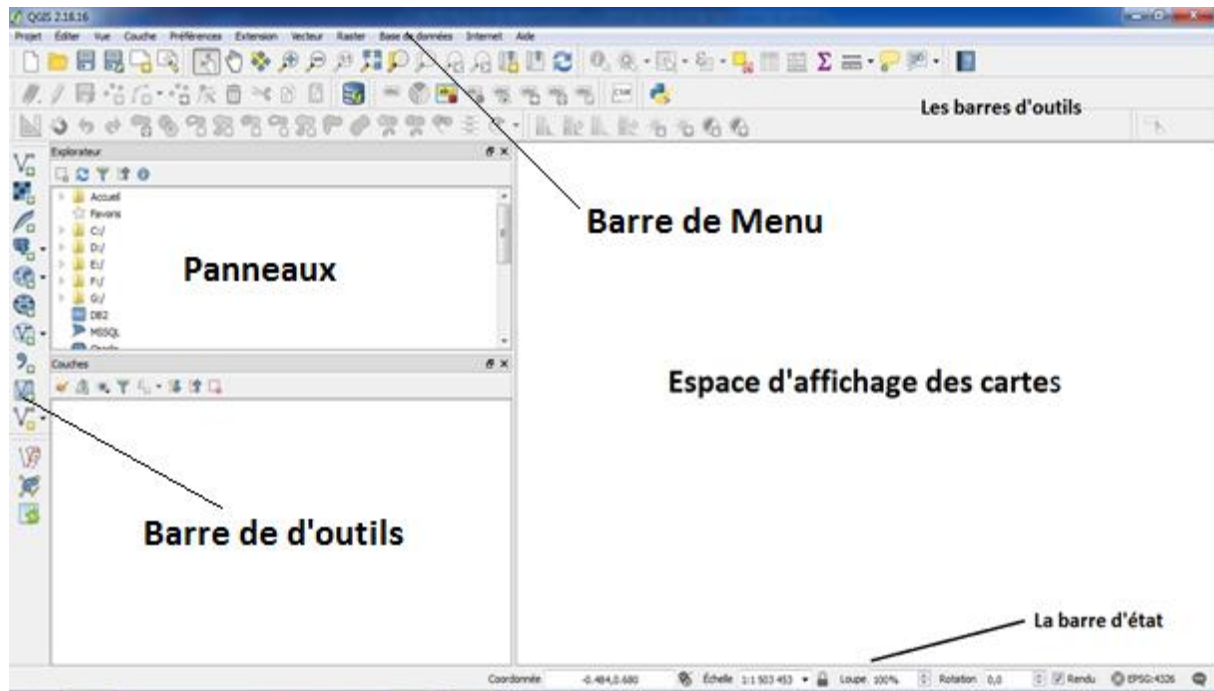 QGIS 2.18.16
Projet Éditer Vue Couche Préférences Extension Vecteur Raster Base de données Internet Aide
CSW
Les barres d'outils
Explorateur
Accueil
Favoris
C:/
D:/
E:/
F:/
G:/
DB2
MSSQL
Oracle
Panneaux
Barre de Menu
Couches
Espace d'affichage des cartes
Barre de d'outils
La barre d'état
Coordonnée -0.484,0.680 Échelle 1:1 503 453 Loupe 100% Rotation 0,0 Rendu EPSG:4326